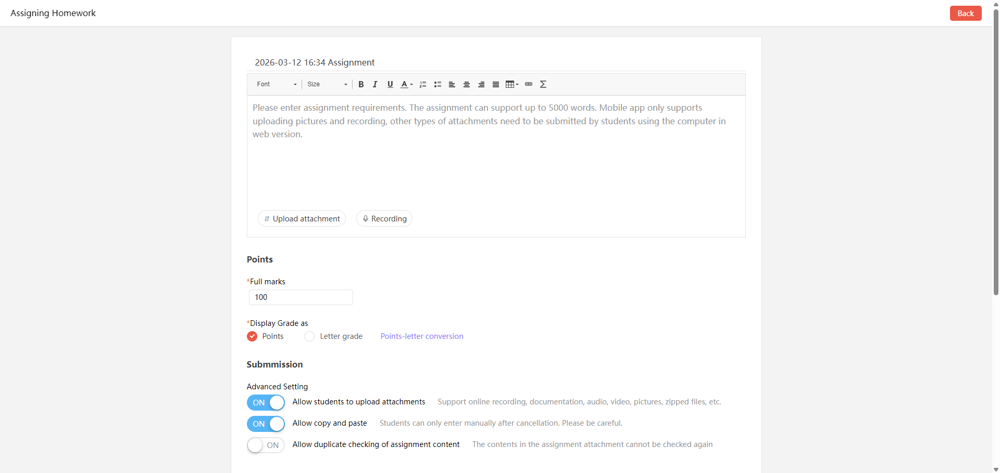 Assigning Homework
Back
2026-03-12 16:34 Assignment
Font Size B I U A
Please enter assignment requirements. The assignment can support up to 5000 words. Mobile app only supports
uploading pictures and recording, other types of attachments need to be submitted by students using the computer in
web version.
Upload attachment Recording
Points
*Full marks
100
*Display Grade as
Points Letter grade Points-letter conversion
Submmission
Advanced Setting
ON Allow students to upload attachments Support online recording, documentation, audio, video, pictures, zipped files, etc.
ON Allow copy and paste Students can only enter manually after cancellation. Please be careful.
ON Allow duplicate checking of assignment content The contents in the assignment attachment cannot be checked again